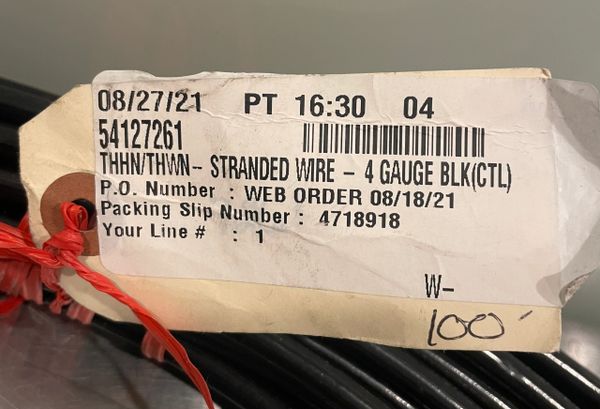 08/27/21 PT 16:30 04
54127261
THHN/THWN- STRANDED WIRE - 4 GAUGE BLK(CTL)
P.O. Number : WEB ORDER 08/18/21
Packing Slip Number : 4718918
Your Line # : 1
W-
100'